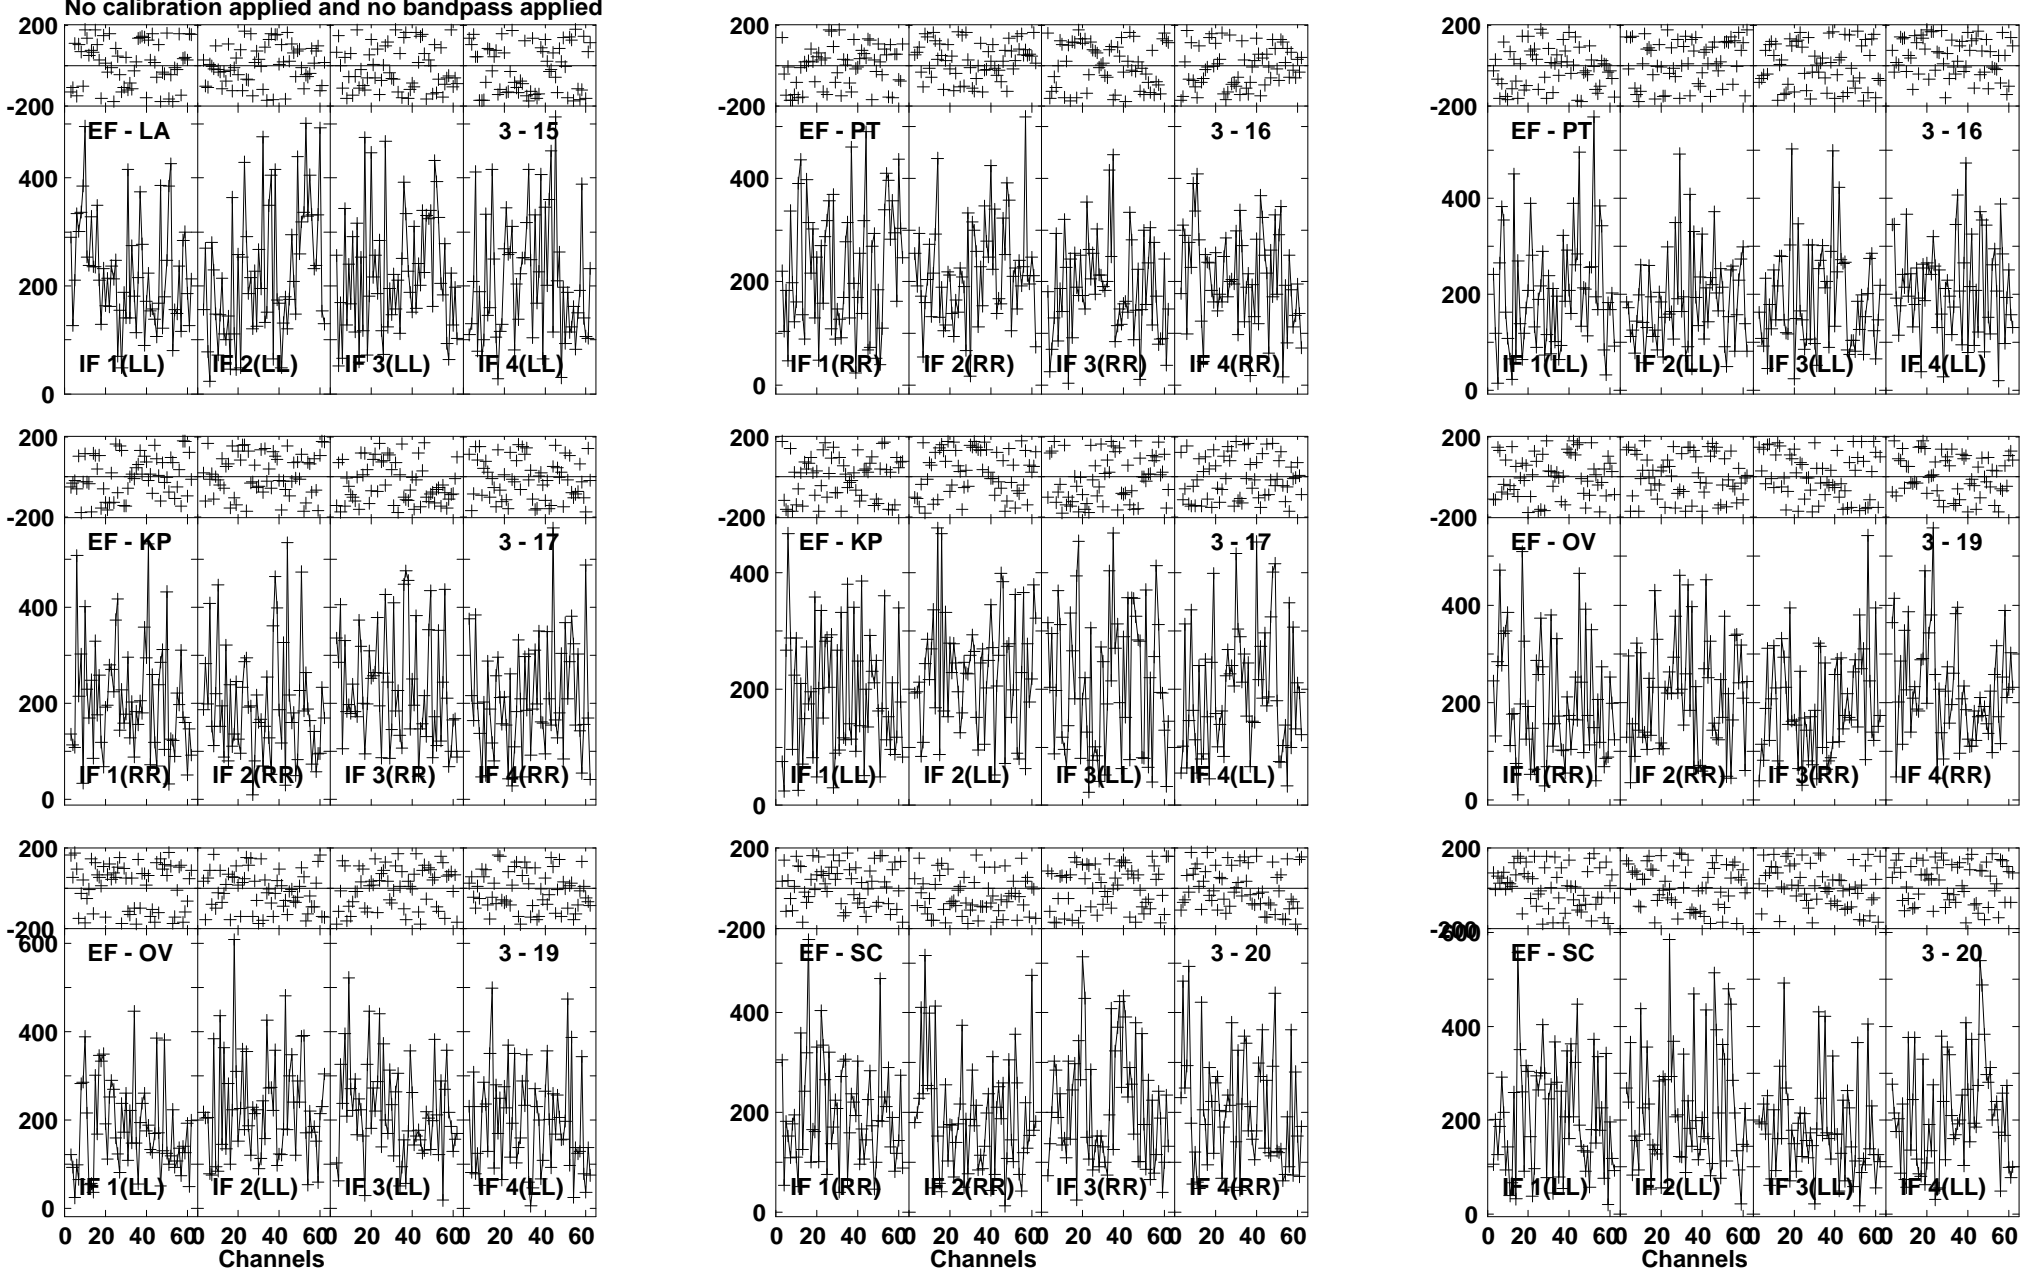 No calibration applied and no bandpass applied
200 200 200
-200 -200 -200
EF - LA 3 - 15 EF - PT 3 - 16 EF - PT 3 - 16
400 400 400
200 200 200
IF 1(LL) IF 2(LL) IF 3(LL) IF 4(LL) IF 1(RR) IF 2(RR) IF 3(RR) IF 4(RR) IF 1(LL) IF 2(LL) IF 3(LL) IF 4(LL)
0 0 0
200 200 200
-200 -200 -200
EF - KP 3 - 17 EF - KP 3 - 17 EF - OV 3 - 19
400 400 400
200 200 200
IF 1(RR) IF 2(RR) IF 3(RR) IF 4(RR) IF 1(LL) IF 2(LL) IF 3(LL) IF 4(LL) IF 1(RR) IF 2(RR) IF 3(RR) IF 4(RR)
0 0 0
200 200 200
-200 -200 -200
600 600
EF - OV 3 - 19 EF - SC 3 - 20 EF - SC 3 - 20
400 400 400
200 200 200
IF 1(LL) IF 2(LL) IF 3(LL) IF 4(LL) IF 1(RR) IF 2(RR) IF 3(RR) IF 4(RR) IF 1(LL) IF 2(LL) IF 3(LL) IF 4(LL)
0 0 0
0 20 40 60 0 20 40 60 0 20 40 60 0 20 40 60 0 20 40 60 0 20 40 60 0 20 40 60 0 20 40 60 0 20 40 60 0 20 40 60 0 20 40 60 0 20 40 60
Channels Channels Channels